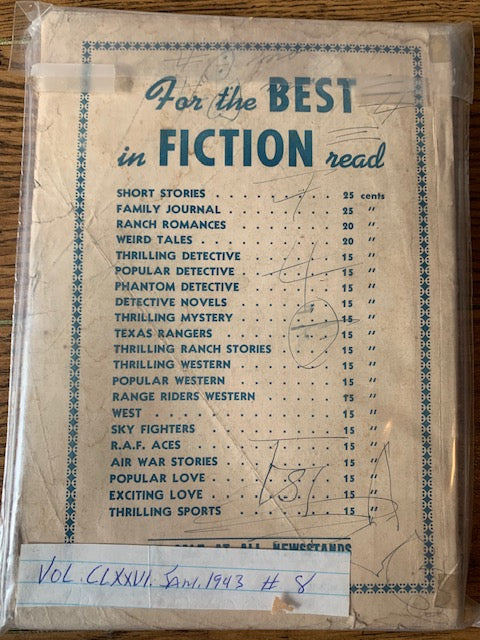 For the BEST
in FICTION read
SHORT STORIES . . . . . . . . . . 25 cents
FAMILY JOURNAL . . . . . . . . . 25 "
RANCH ROMANCES . . . . . . . . 20 "
WEIRD TALES . . . . . . . . . . . 20 "
THRILLING DETECTIVE . . . . . . . 15 "
POPULAR DETECTIVE . . . . . . . . 15 "
PHANTOM DETECTIVE . . . . . . . 15 "
DETECTIVE NOVELS . . . . . . . . 15 "
THRILLING MYSTERY . . . . . . . . 15 "
TEXAS RANGERS . . . . . . . . . . 15 "
THRILLING RANCH STORIES . . . . . 15 "
THRILLING WESTERN . . . . . . . . 15 "
POPULAR WESTERN . . . . . . . . 15 "
RANGE RIDERS WESTERN . . . . . . 15 "
WEST . . . . . . . . . . . . . . . 15 "
SKY FIGHTERS . . . . . . . . . . . 15 "
R.A.F. ACES . . . . . . . . . . . . 15 "
AIR WAR STORIES . . . . . . . . . 15 "
POPULAR LOVE . . . . . . . . . . . 15 "
EXCITING LOVE . . . . . . . . . . 15 "
THRILLING SPORTS . . . . . . . . . 15 "
AT ALL NEWSSTANDS
VOL. CLXXVI. JAN. 1943 # 8